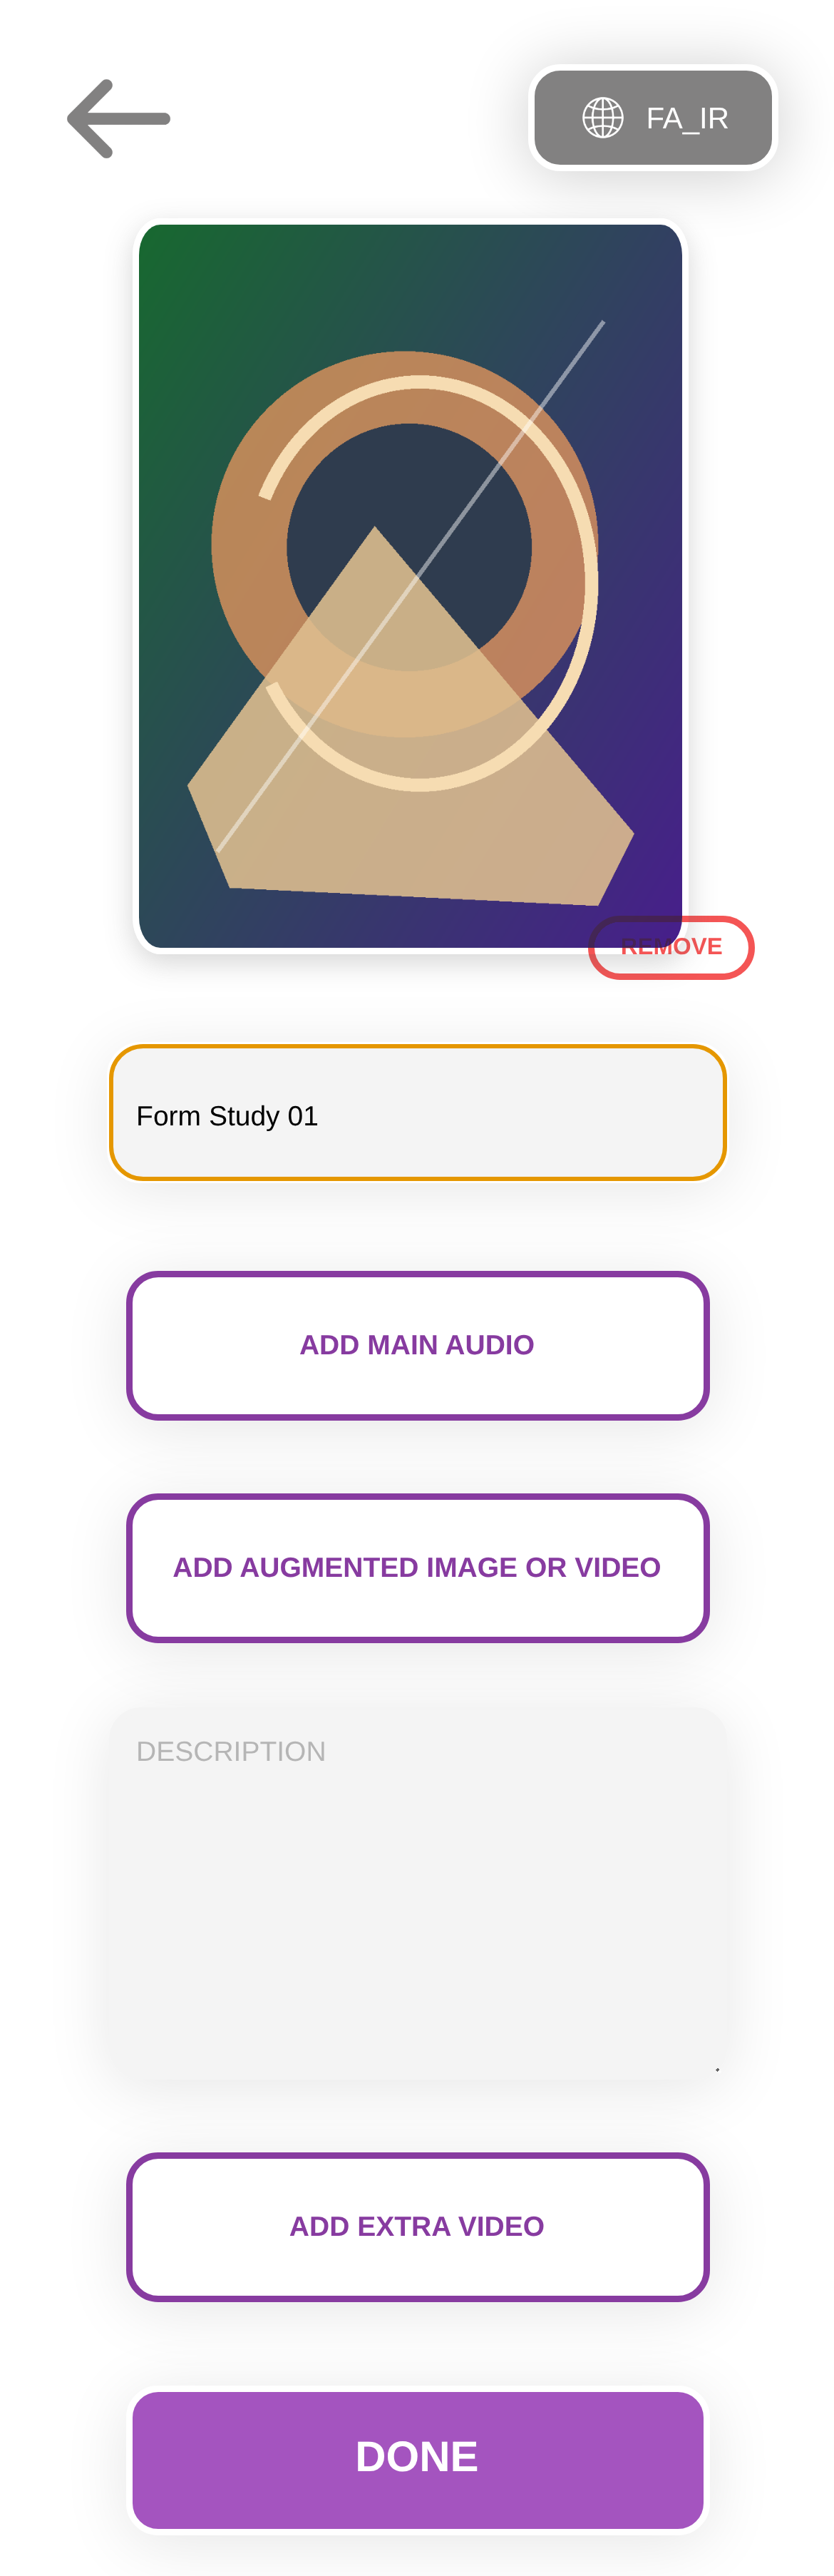 FA_IR
REMOVE
Form Study 01
ADD MAIN AUDIO
ADD AUGMENTED IMAGE OR VIDEO
DESCRIPTION
ADD EXTRA VIDEO
DONE